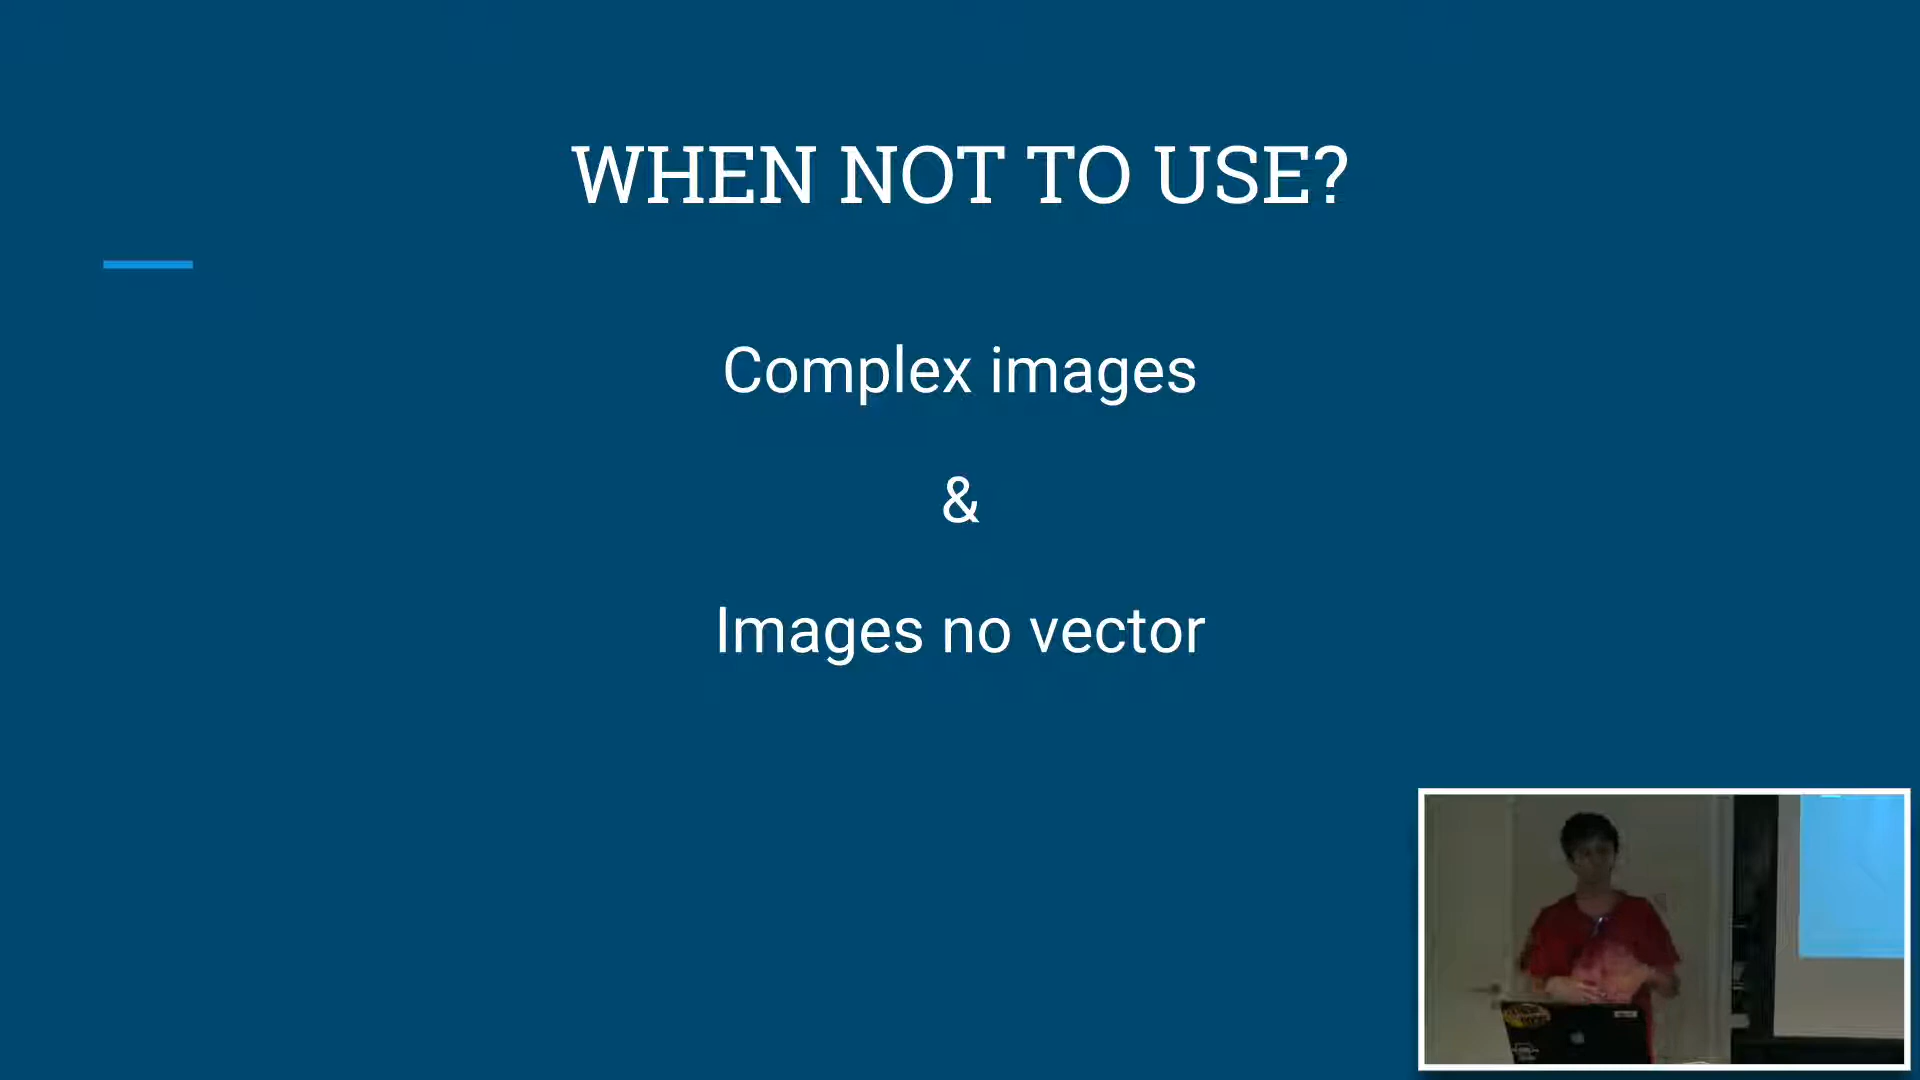 WHEN NOT TO USE?
Complex images
&
Images no vector